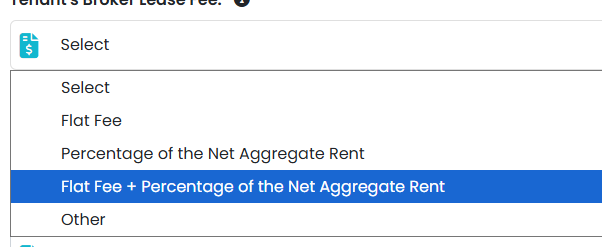 Tenant's Broker Lease Fee:
Select
Select
Flat Fee
Percentage of the Net Aggregate Rent
Flat Fee + Percentage of the Net Aggregate Rent
Other